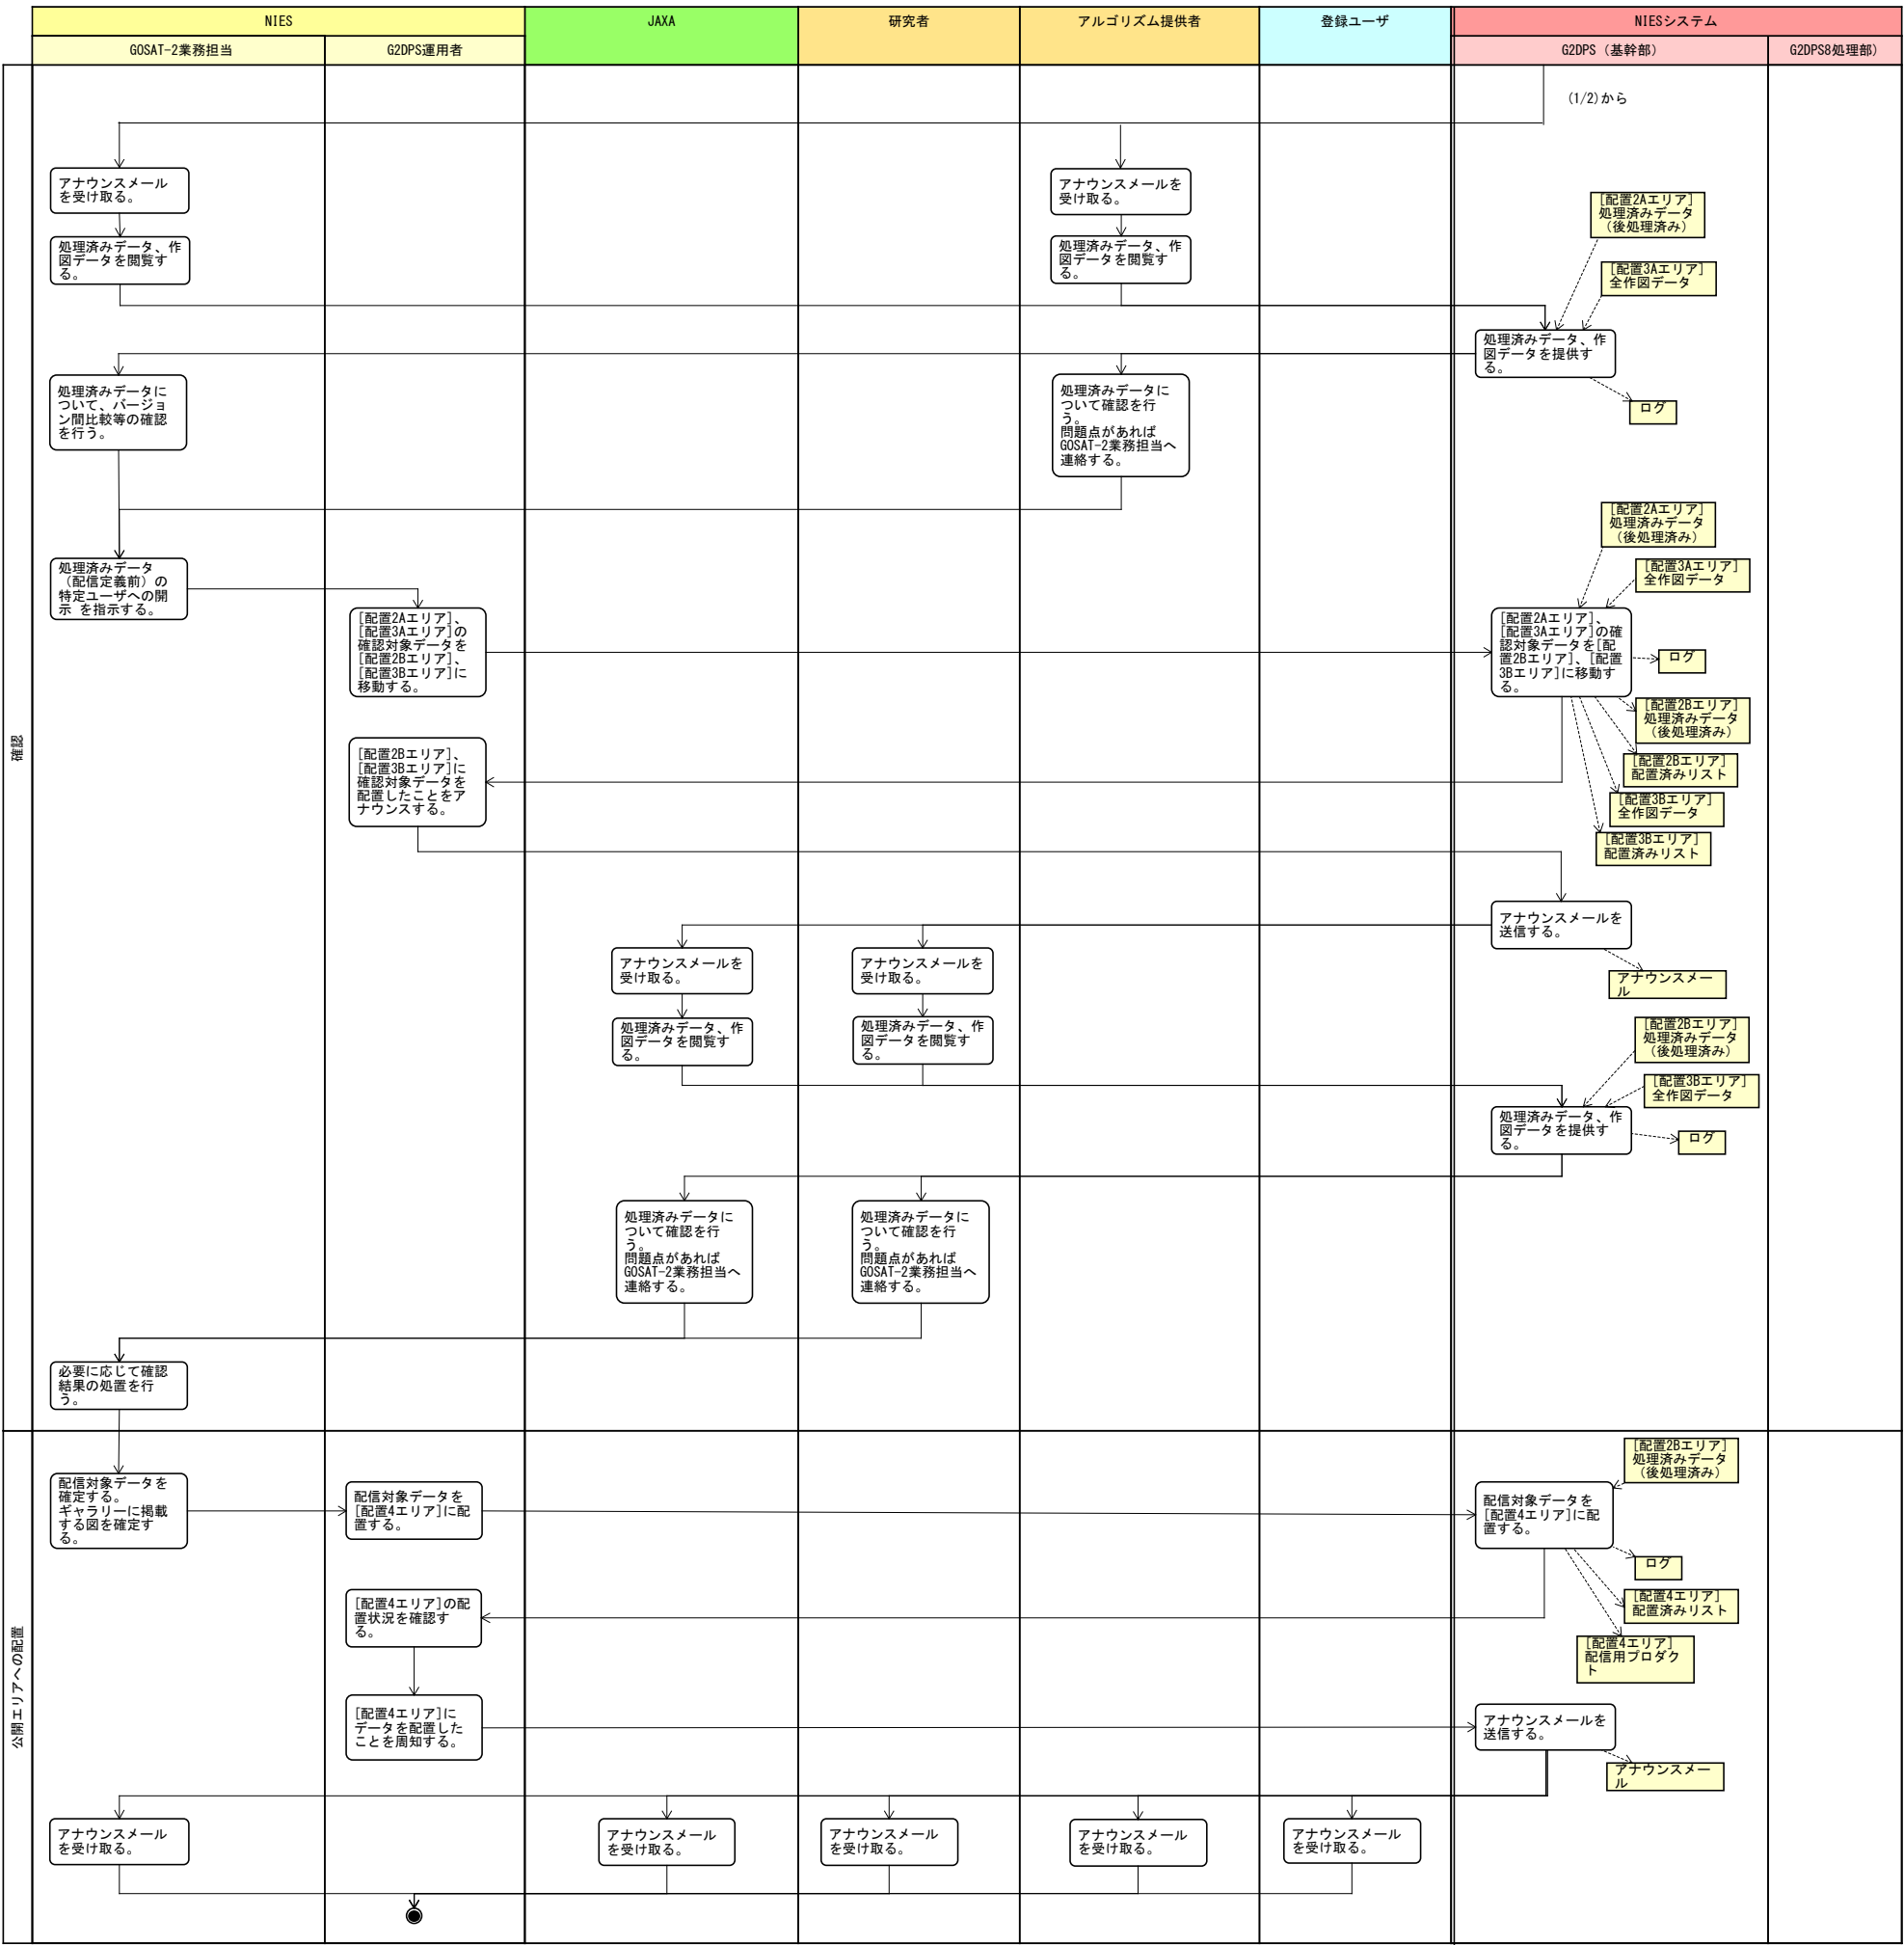 NIES
JAXA
研究者
アルゴリズム提供者
登録ユーザ
NIESシステム
GOSAT-2業務担当
G2DPS運用者
G2DPS（基幹部）
G2DPS8処理部）
(1/2)から
アナウンスメール
を受け取る。
アナウンスメールを
受け取る。
[配置2Aエリア]
処理済みデータ
（後処理済み）
処理済みデータ、作
図データを閲覧す
る。
処理済みデータ、作
図データを閲覧す
る。
[配置3Aエリア]
全作図データ
処理済みデータ、作
図データを提供す
る。
ログ
処理済みデータに
ついて、バージョ
ン間比較等の確認
を行う。
処理済みデータに
ついて確認を行
う。
問題点があれば
GOSAT-2業務担当へ
連絡する。
[配置2Aエリア]
処理済みデータ
（後処理済み）
[配置3Aエリア]
全作図データ
処理済みデータ
（配信定義前）の
特定ユーザへの開
示 を指示する。
[配置2Aエリア]、
[配置3Aエリア]の
確認対象データを
[配置2Bエリア]、
[配置3Bエリア]に
移動する。
[配置2Aエリア]、
[配置3Aエリア]の確
認対象データを[配
置2Bエリア]、[配置
3Bエリア]に移動す
る。
ログ
[配置2Bエリア]
処理済みデータ
（後処理済み）
確認
[配置2Bエリア]、
[配置3Bエリア]に
確認対象データを
配置したことをア
ナウンスする。
[配置2Bエリア]
配置済みリスト
[配置3Bエリア]
全作図データ
[配置3Bエリア]
配置済みリスト
アナウンスメールを
送信する。
アナウンスメー
ル
アナウンスメールを
受け取る。
アナウンスメールを
受け取る。
処理済みデータ、作
図データを閲覧す
る。
処理済みデータ、作
図データを閲覧す
る。
[配置2Bエリア]
処理済みデータ
（後処理済み）
[配置3Bエリア]
全作図データ
処理済みデータ、作
図データを提供す
る。
ログ
処理済みデータに
ついて確認を行
う。
問題点があれば
GOSAT-2業務担当へ
連絡する。
処理済みデータに
ついて確認を行
う。
問題点があれば
GOSAT-2業務担当へ
連絡する。
必要に応じて確認
結果の処置を行
う。
公開エリアへの配置
配信対象データを
確定する。
ギャラリーに掲載
する図を確定す
る。
配信対象データを
[配置4エリア]に配
置する。
配信対象データを
[配置4エリア]に配
置する。
[配置2Bエリア]
処理済みデータ
（後処理済み）
ログ
[配置4エリア]
配置済みリスト
[配置4エリア]
配信用プロダク
ト
[配置4エリア]の配
置状況を確認す
る。
[配置4エリア]に
データを配置した
ことを周知する。
アナウンスメールを
送信する。
アナウンスメー
ル
アナウンスメール
を受け取る。
アナウンスメール
を受け取る。
アナウンスメール
を受け取る。
アナウンスメール
を受け取る。
アナウンスメール
を受け取る。